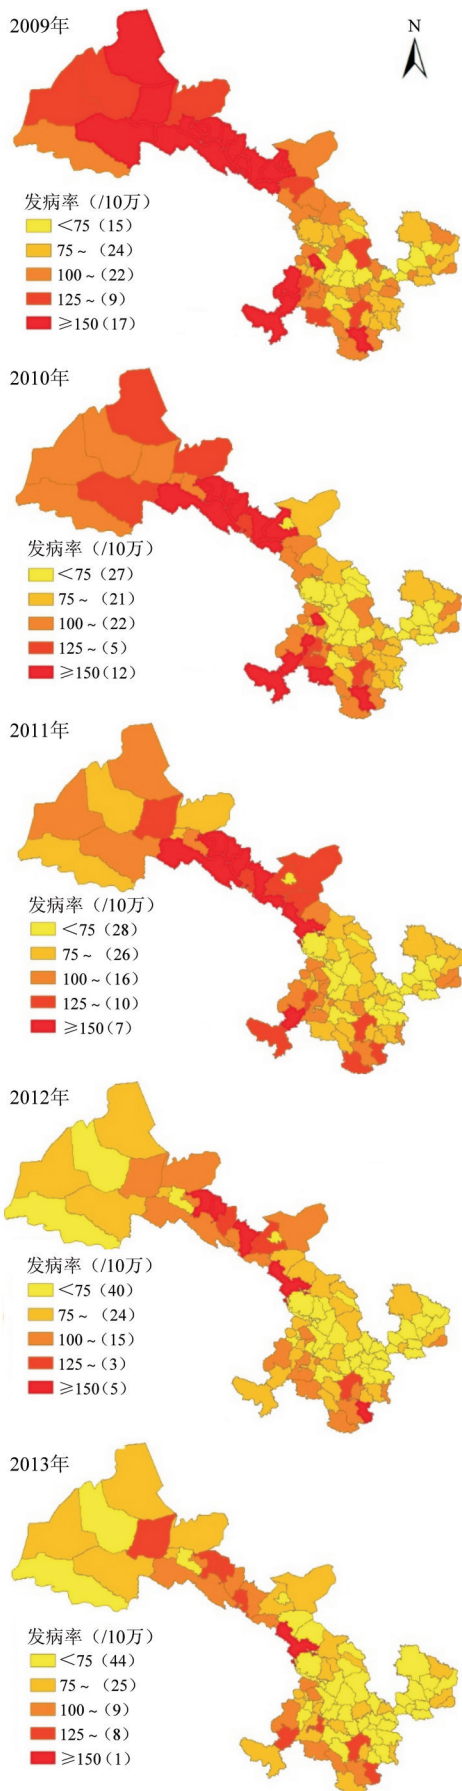 2009年
N
发病率（/10万）
＜75（15）
75～（24）
100～（22）
125～（9）
≥150（17）
2010年
发病率（/10万）
＜75（27）
75～（21）
100～（22）
125～（5）
≥150（12）
2011年
发病率（/10万）
＜75（28）
75～（26）
100～（16）
125～（10）
≥150（7）
2012年
发病率（/10万）
＜75（40）
75～（24）
100～（15）
125～（3）
≥150（5）
2013年
发病率（/10万）
＜75（44）
75～（25）
100～（9）
125～（8）
≥150（1）